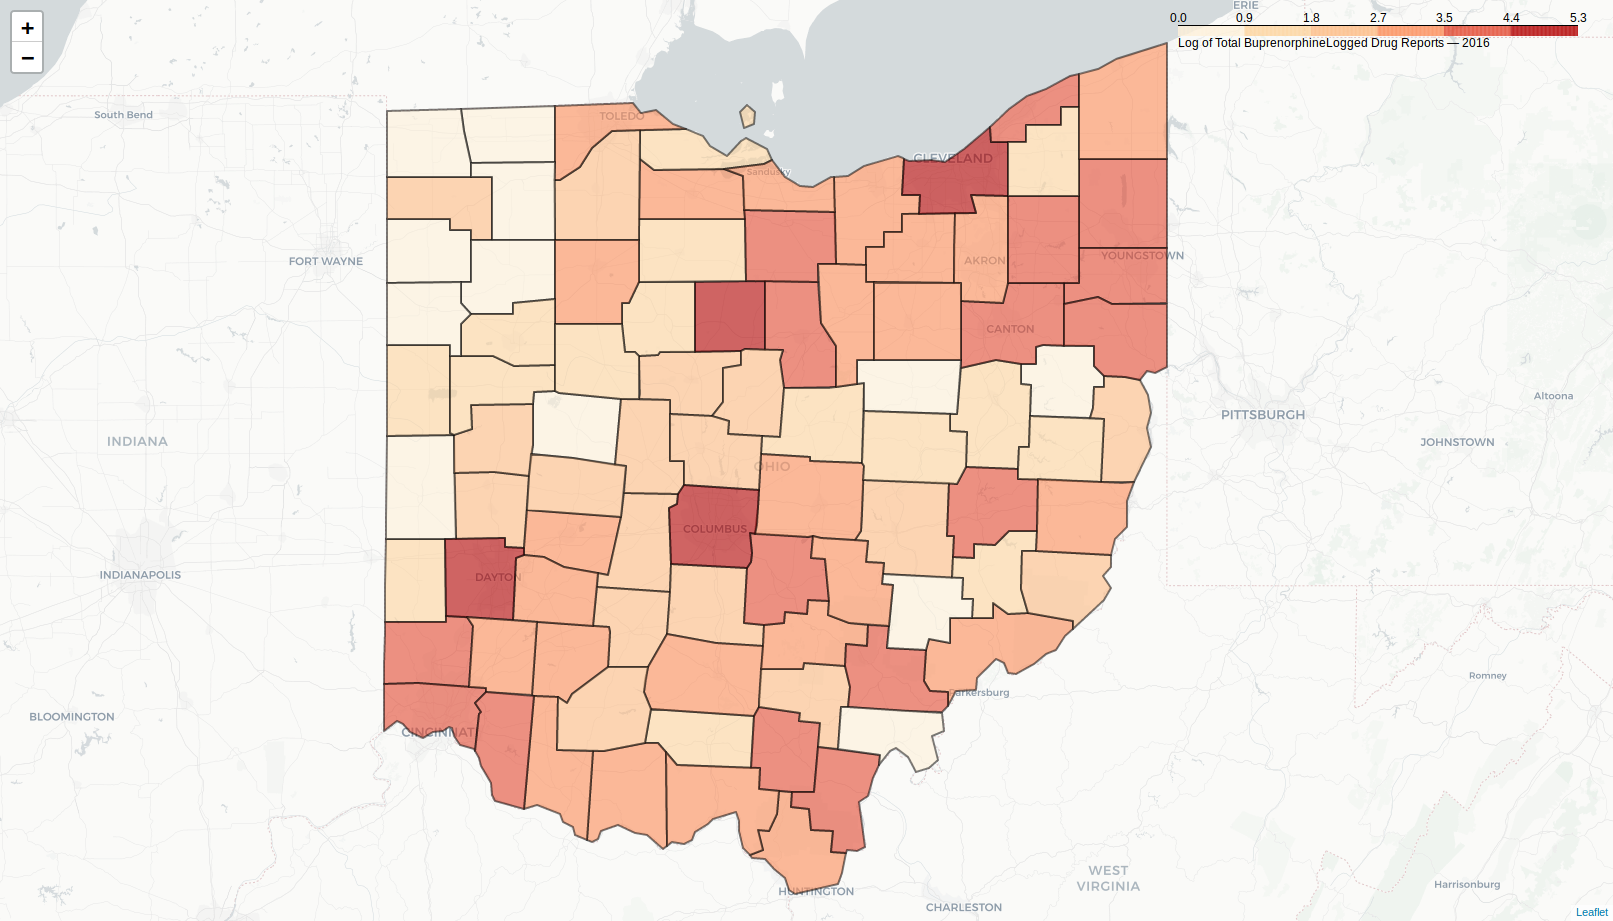 +
−
ERIE
0.0 0.9 1.8 2.7 3.5 4.4 5.3
Log of Total BuprenorphineLogged Drug Reports — 2016
South Bend
TOLEDO
Sandusky
CLEVELAND
FORT WAYNE
AKRON
YOUNGSTOWN
CANTON
Altoona
PITTSBURGH
INDIANA
JOHNSTOWN
OHIO
COLUMBUS
INDIANAPOLIS
DAYTON
Romney
arkersburg
BLOOMINGTON
CINCINNATI
WEST
VIRGINIA
Harrisonburg
HUNTINGTON
CHARLESTON
Leaflet